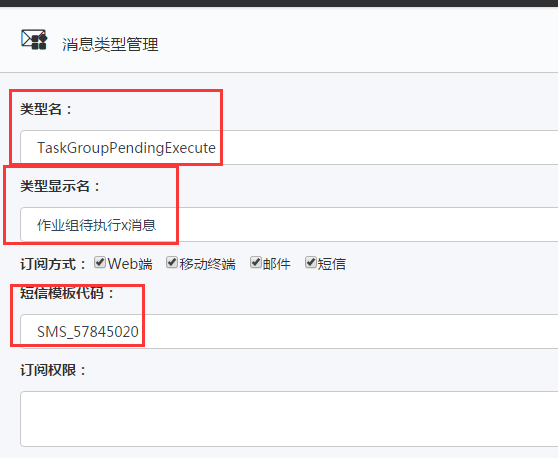 消息类型管理
类型名：
TaskGroupPendingExecute
类型显示名：
作业组待执行x消息
订阅方式： Web端 移动终端 邮件 短信
短信模板代码：
SMS_57845020
订阅权限：